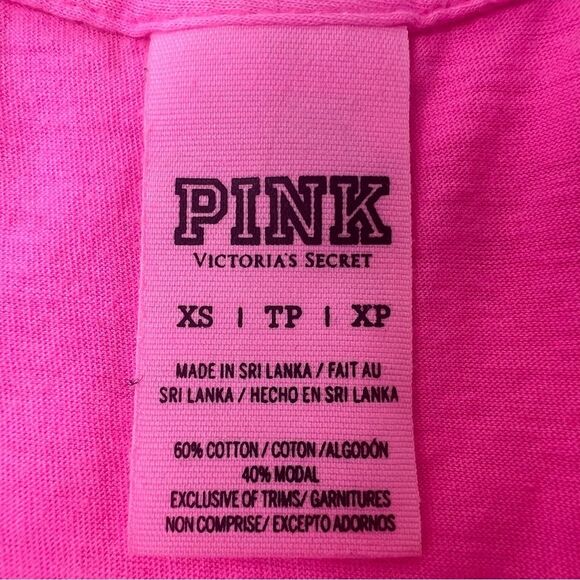 PINK
VICTORIA'S SECRET
XS | TP | XP
MADE IN SRI LANKA / FAIT AU
SRI LANKA / HECHO EN SRI LANKA
60% COTTON / COTON /ALGODÓN
40% MODAL
EXCLUSIVE OF TRIMS/ GARNITURES
NON COMPRISE/ EXCEPTO ADORNOS